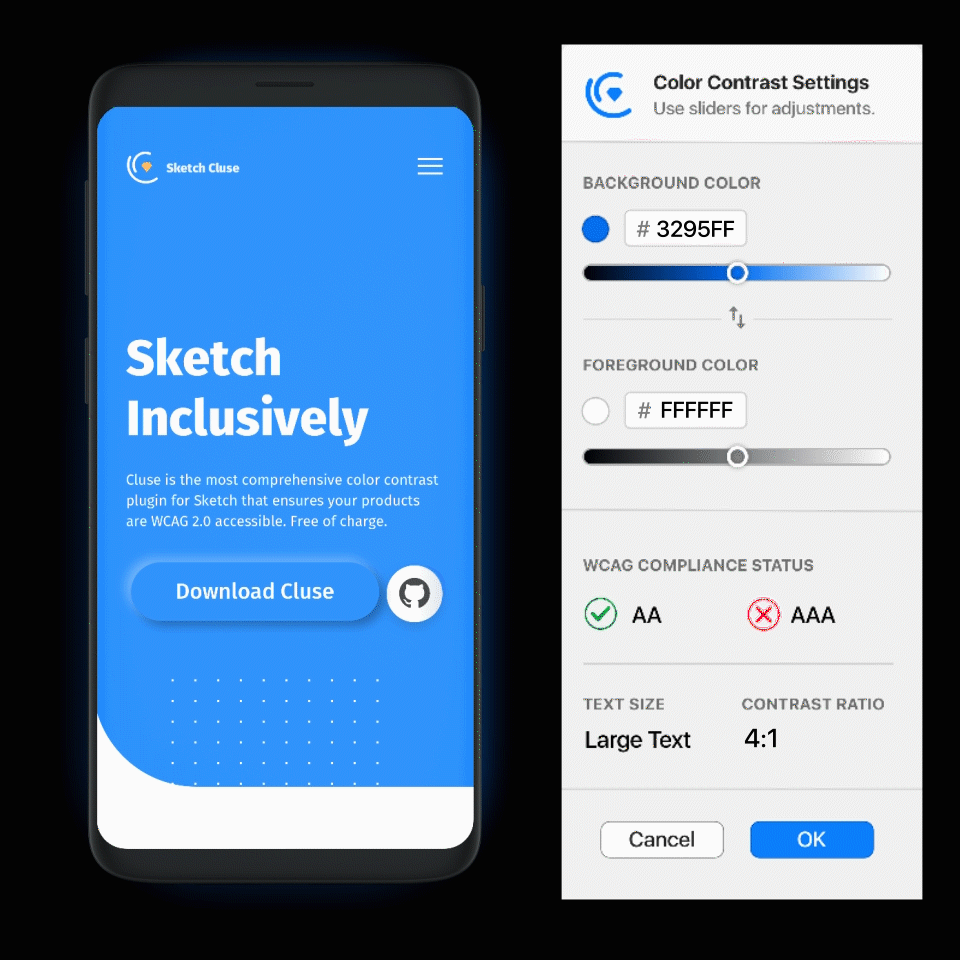 Sketch Cluse
Sketch
Inclusively
Cluse is the most comprehensive color contrast
plugin for Sketch that ensures your products
are WCAG 2.0 accessible. Free of charge.
Download Cluse
Color Contrast Settings
Use sliders for adjustments.
BACKGROUND COLOR
# 3295FF
FOREGROUND COLOR
# FFFFFF
WCAG COMPLIANCE STATUS
AA AAA
TEXT SIZE CONTRAST RATIO
Large Text 4:1
Cancel OK